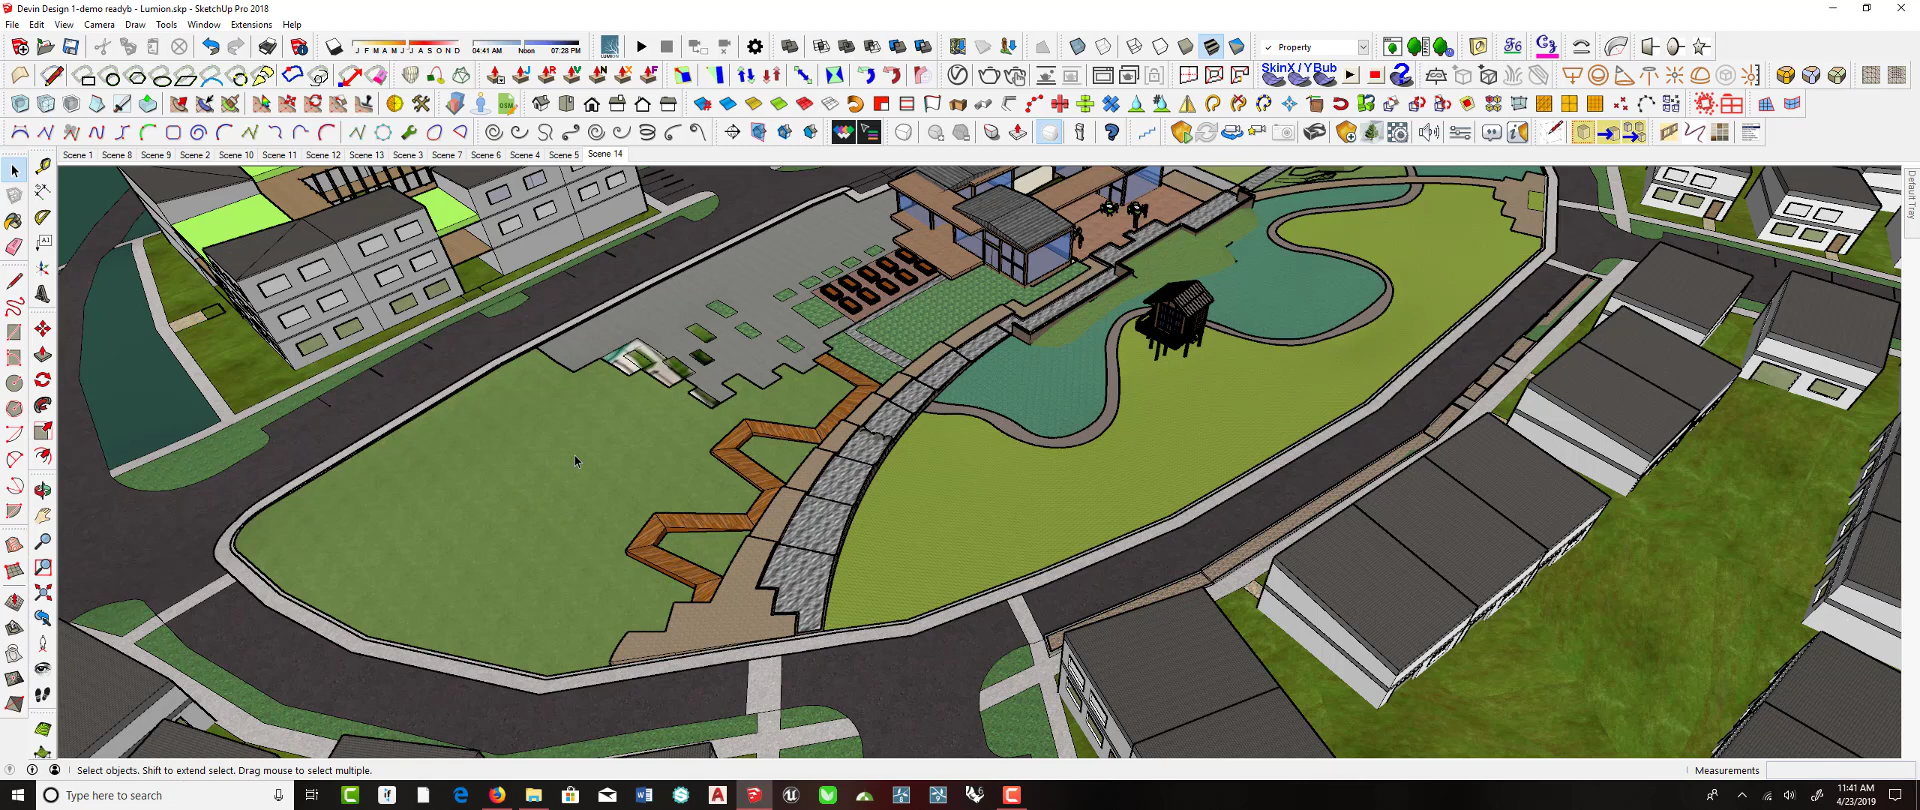 Devin Design 1-demo readyb - Lumion.skp - SketchUp Pro 2018
File Edit View Camera Draw Tools Window Extensions Help
J F M A M J J A S O N D 04:41 AM Noon 07:28 PM LUMION Property F6 Cz
SkinX / YBub
OSM
Scene 1 Scene 8 Scene 9 Scene 2 Scene 10 Scene 11 Scene 12 Scene 13 Scene 3 Scene 7 Scene 6 Scene 4 Scene 5 Scene 14
Default Tray
Select objects. Shift to extend select. Drag mouse to select multiple. Measurements
Type here to search
11:41 AM
4/23/2019